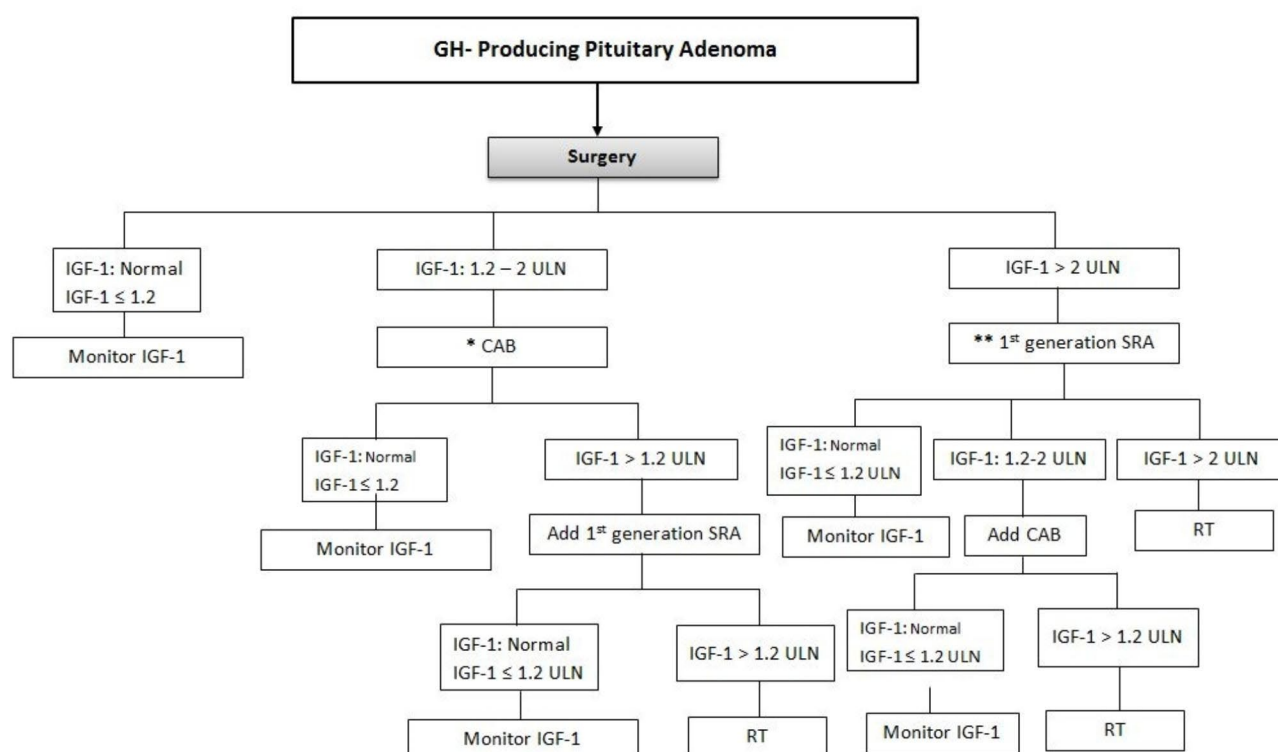 GH- Producing Pituitary Adenoma
Surgery
IGF-1: Normal
IGF-1 ≤ 1.2
IGF-1: 1.2 – 2 ULN
IGF-1 > 2 ULN
Monitor IGF-1
* CAB
** 1st generation SRA
IGF-1: Normal
IGF-1 ≤ 1.2
IGF-1 > 1.2 ULN
IGF-1: Normal
IGF-1 ≤ 1.2 ULN
IGF-1: 1.2-2 ULN
IGF-1 > 2 ULN
Monitor IGF-1
Add 1st generation SRA
Monitor IGF-1
Add CAB
RT
IGF-1: Normal
IGF-1 ≤ 1.2 ULN
IGF-1 > 1.2 ULN
IGF-1: Normal
IGF-1 ≤ 1.2 ULN
IGF-1 > 1.2 ULN
Monitor IGF-1
RT
Monitor IGF-1
RT